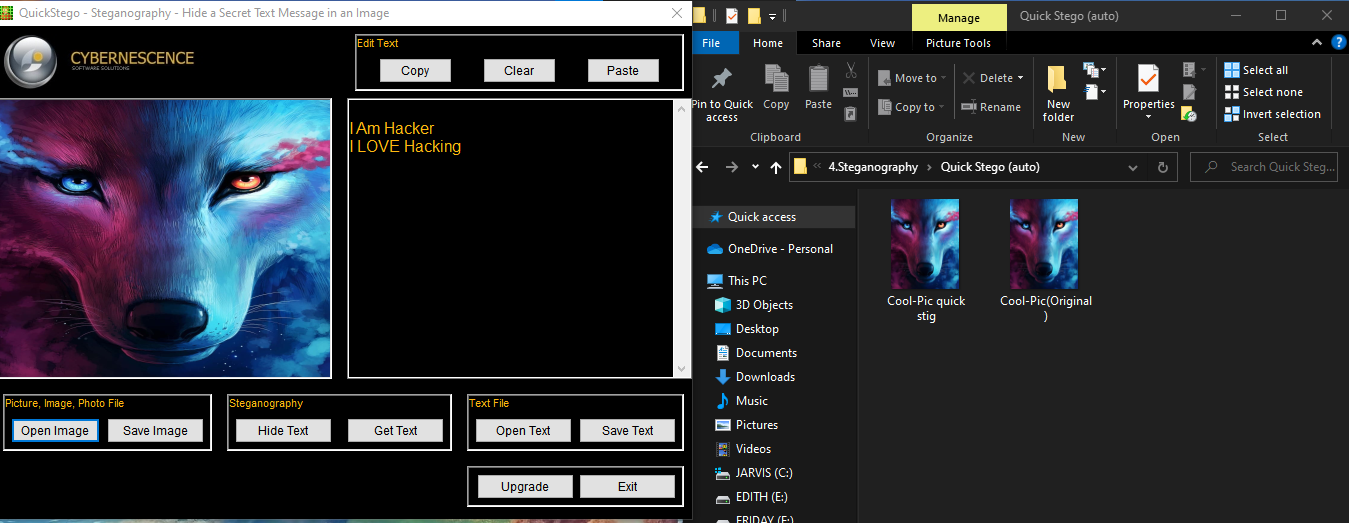 QuickStego - Steganography - Hide a Secret Text Message in an Image
CYBERNESCENCE
SOFTWARE SOLUTIONS
Edit Text
Copy
Clear
Paste
I Am Hacker
I LOVE Hacking
Picture, Image, Photo File
Open Image
Save Image
Steganography
Hide Text
Get Text
Text File
Open Text
Save Text
Upgrade
Exit
Manage
Quick Stego (auto)
File
Home
Share
View
Picture Tools
Pin to Quick
access
Copy
Paste
Clipboard
Move to
Copy to
Delete
Rename
Organize
New
folder
New
Properties
Open
Select all
Select none
Invert selection
Select
4.Steganography
Quick Stego (auto)
Search Quick Steg...
Quick access
OneDrive - Personal
This PC
3D Objects
Desktop
Documents
Downloads
Music
Pictures
Videos
JARVIS (C:)
EDITH (E:)
FRIDAY (F:)
Cool-Pic quick
stig
Cool-Pic(Original
)